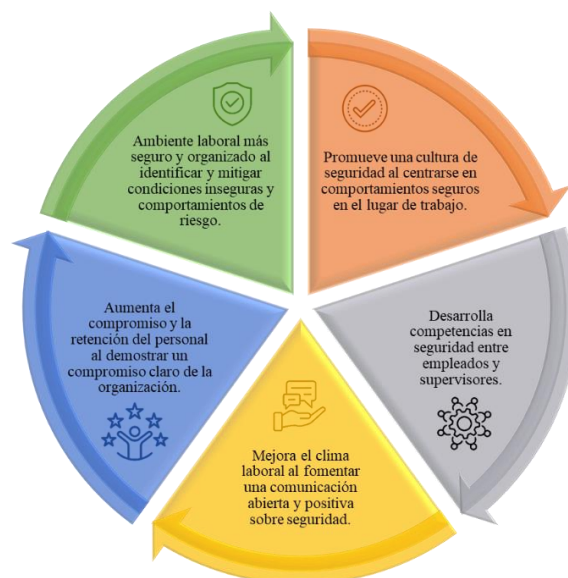 Ambiente laboral más
seguro y organizado al
identificar y mitigar
condiciones inseguras y
comportamientos de
riesgo.
Promueve una cultura de
seguridad al centrarse en
comportamientos seguros
en el lugar de trabajo.
Desarrolla
competencias en
seguridad entre
empleados y
supervisores.
Mejora el clima
laboral al fomentar
una comunicación
abierta y positiva
sobre seguridad.
Aumenta el
compromiso y la
retención del personal
al demostrar un
compromiso claro de la
organización.